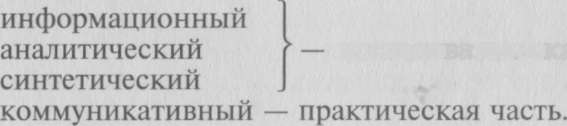 информационный
аналитический } —
синтетический
коммуникативный — практическая часть.